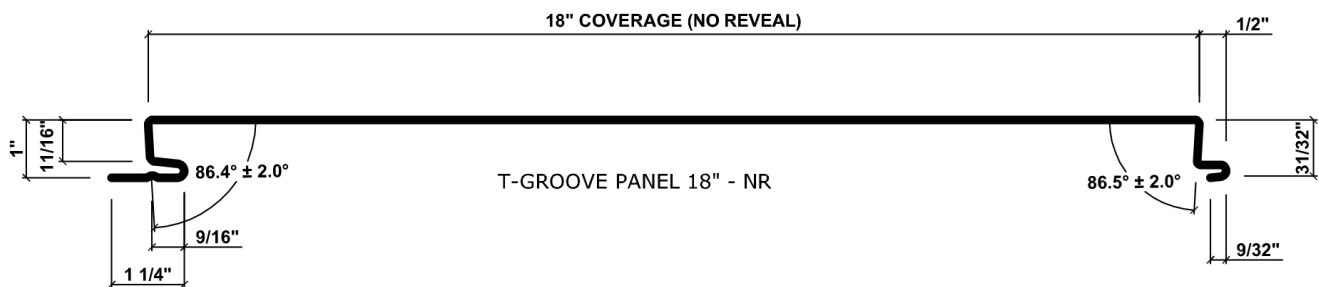 18" COVERAGE (NO REVEAL)
1/2"
1"
11/16"
31/32"
86.4° ± 2.0°
T-GROOVE PANEL 18" - NR
86.5° ± 2.0°
9/16"
9/32"
1 1/4"